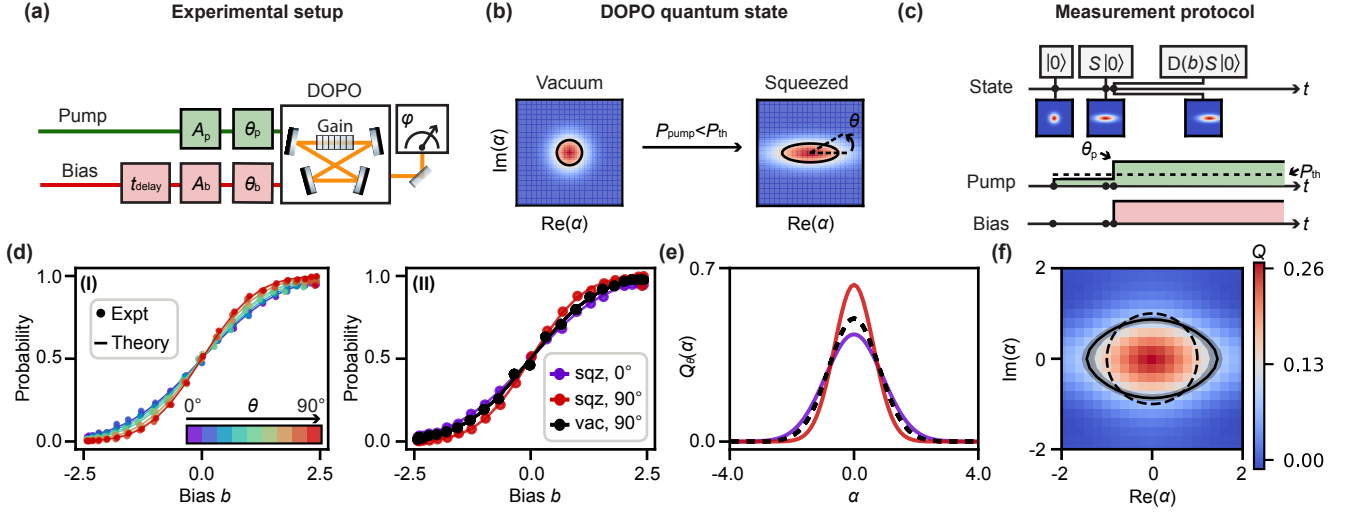 (a) Experimental setup
Pump
Bias
A_p
θ_p
t_delay
A_b
θ_b
DOPO
Gain
φ
(b) DOPO quantum state
Vacuum
Squeezed
P_pump<P_th
θ
Im(α)
Re(α)
Re(α)
(c) Measurement protocol
|0⟩
S|0⟩
D(b)S|0⟩
State
t
θ_p
P_th
Pump
t
Bias
t
(d)
(I)
Expt
Theory
0° θ 90°
Probability
1.0
0.5
0.0
-2.5 0.0 2.5
Bias b
(II)
sqz, 0°
sqz, 90°
vac, 90°
Probability
1.0
0.5
0.0
-2.5 0.0 2.5
Bias b
(e)
0.7
Q_θ(α)
0.0
-4.0 0.0 4.0
α
(f)
Q
2
0
-2
Im(α)
-2 0 2
Re(α)
0.26
0.13
0.00